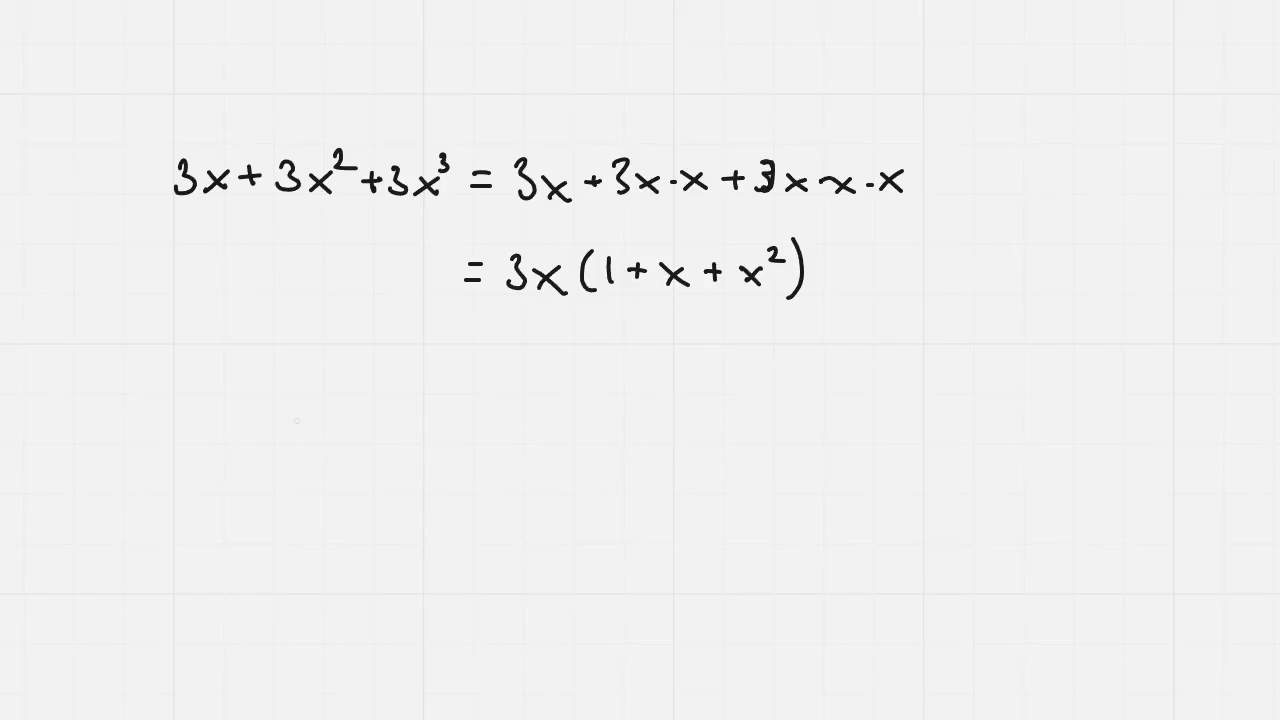 3x + 3x² + 3x³ = 3x + 3x · x + 3x · x · x
= 3x (1 + x + x²)